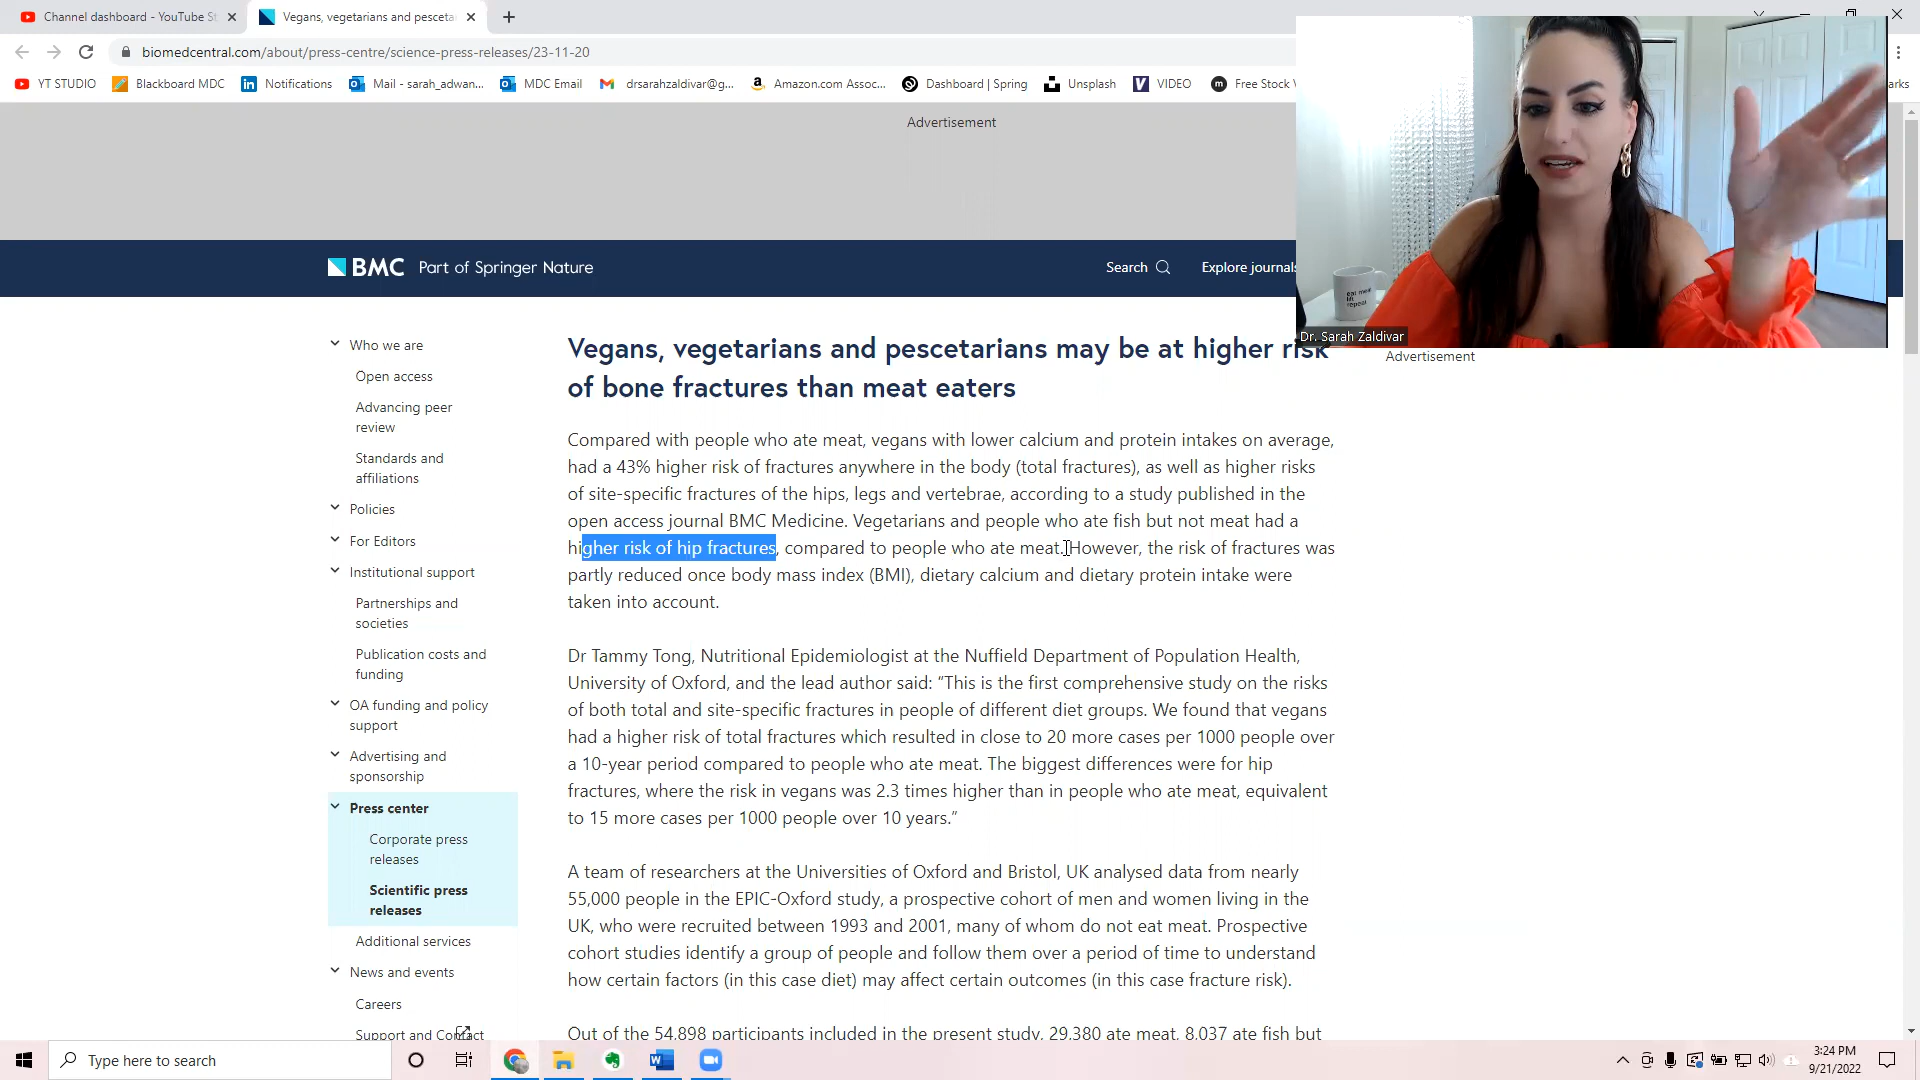 Channel dashboard - YouTube St
Vegans, vegetarians and pesceta
biomedcentral.com/about/press-centre/science-press-releases/23-11-20
YT STUDIO
Blackboard MDC
Notifications
Mail - sarah_adwan...
MDC Email
drsarahzaldivar@g...
Amazon.com Assoc...
Dashboard | Spring
Unsplash
VIDEO
Free Stock V
arks
Advertisement
BMC Part of Springer Nature
Search
Explore journals
eat meat
lift
repeat
Dr. Sarah Zaldivar
Advertisement
Who we are
Open access
Advancing peer
review
Standards and
affiliations
Policies
For Editors
Institutional support
Partnerships and
societies
Publication costs and
funding
OA funding and policy
support
Advertising and
sponsorship
Press center
Corporate press
releases
Scientific press
releases
Additional services
News and events
Careers
Support and Contact
Vegans, vegetarians and pescetarians may be at higher risk
of bone fractures than meat eaters
Compared with people who ate meat, vegans with lower calcium and protein intakes on average,
had a 43% higher risk of fractures anywhere in the body (total fractures), as well as higher risks
of site-specific fractures of the hips, legs and vertebrae, according to a study published in the
open access journal BMC Medicine. Vegetarians and people who ate fish but not meat had a
higher risk of hip fractures, compared to people who ate meat. However, the risk of fractures was
partly reduced once body mass index (BMI), dietary calcium and dietary protein intake were
taken into account.
Dr Tammy Tong, Nutritional Epidemiologist at the Nuffield Department of Population Health,
University of Oxford, and the lead author said: “This is the first comprehensive study on the risks
of both total and site-specific fractures in people of different diet groups. We found that vegans
had a higher risk of total fractures which resulted in close to 20 more cases per 1000 people over
a 10-year period compared to people who ate meat. The biggest differences were for hip
fractures, where the risk in vegans was 2.3 times higher than in people who ate meat, equivalent
to 15 more cases per 1000 people over 10 years.”
A team of researchers at the Universities of Oxford and Bristol, UK analysed data from nearly
55,000 people in the EPIC-Oxford study, a prospective cohort of men and women living in the
UK, who were recruited between 1993 and 2001, many of whom do not eat meat. Prospective
cohort studies identify a group of people and follow them over a period of time to understand
how certain factors (in this case diet) may affect certain outcomes (in this case fracture risk).
Out of the 54,898 participants included in the present study, 29,380 ate meat, 8,037 ate fish but
Type here to search
3:24 PM
9/21/2022